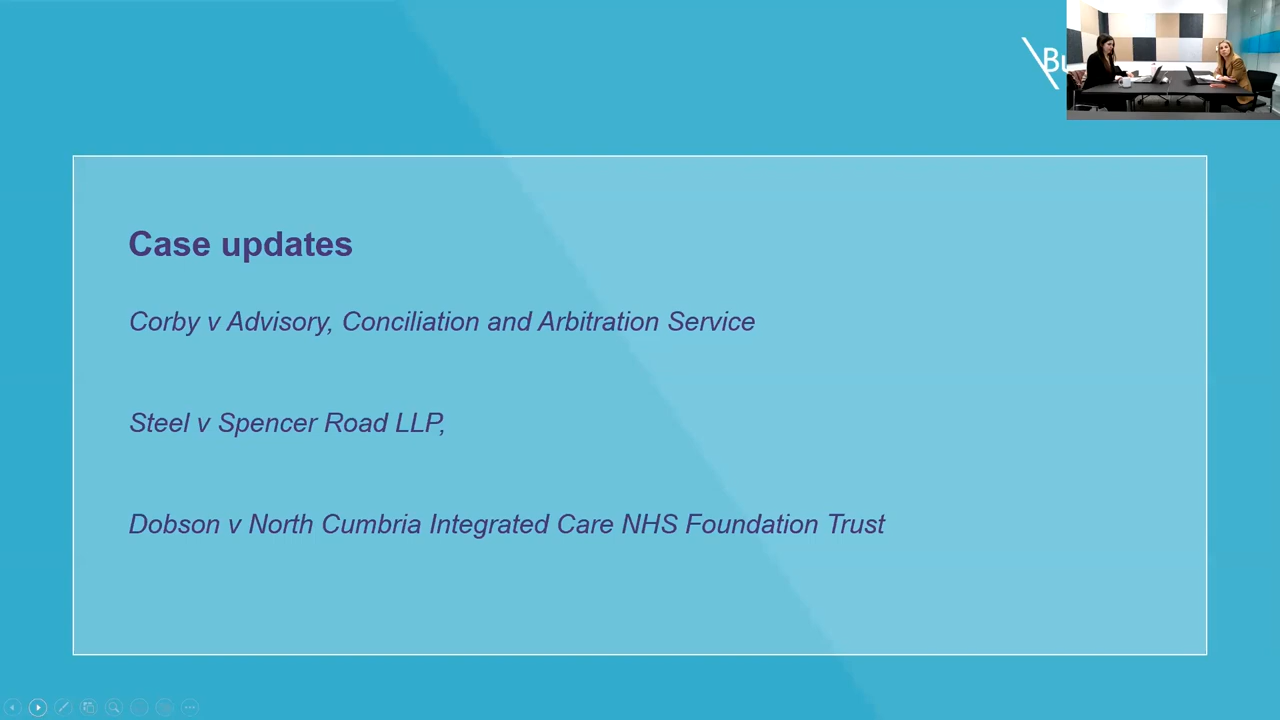 Bu
Case updates
Corby v Advisory, Conciliation and Arbitration Service
Steel v Spencer Road LLP,
Dobson v North Cumbria Integrated Care NHS Foundation Trust